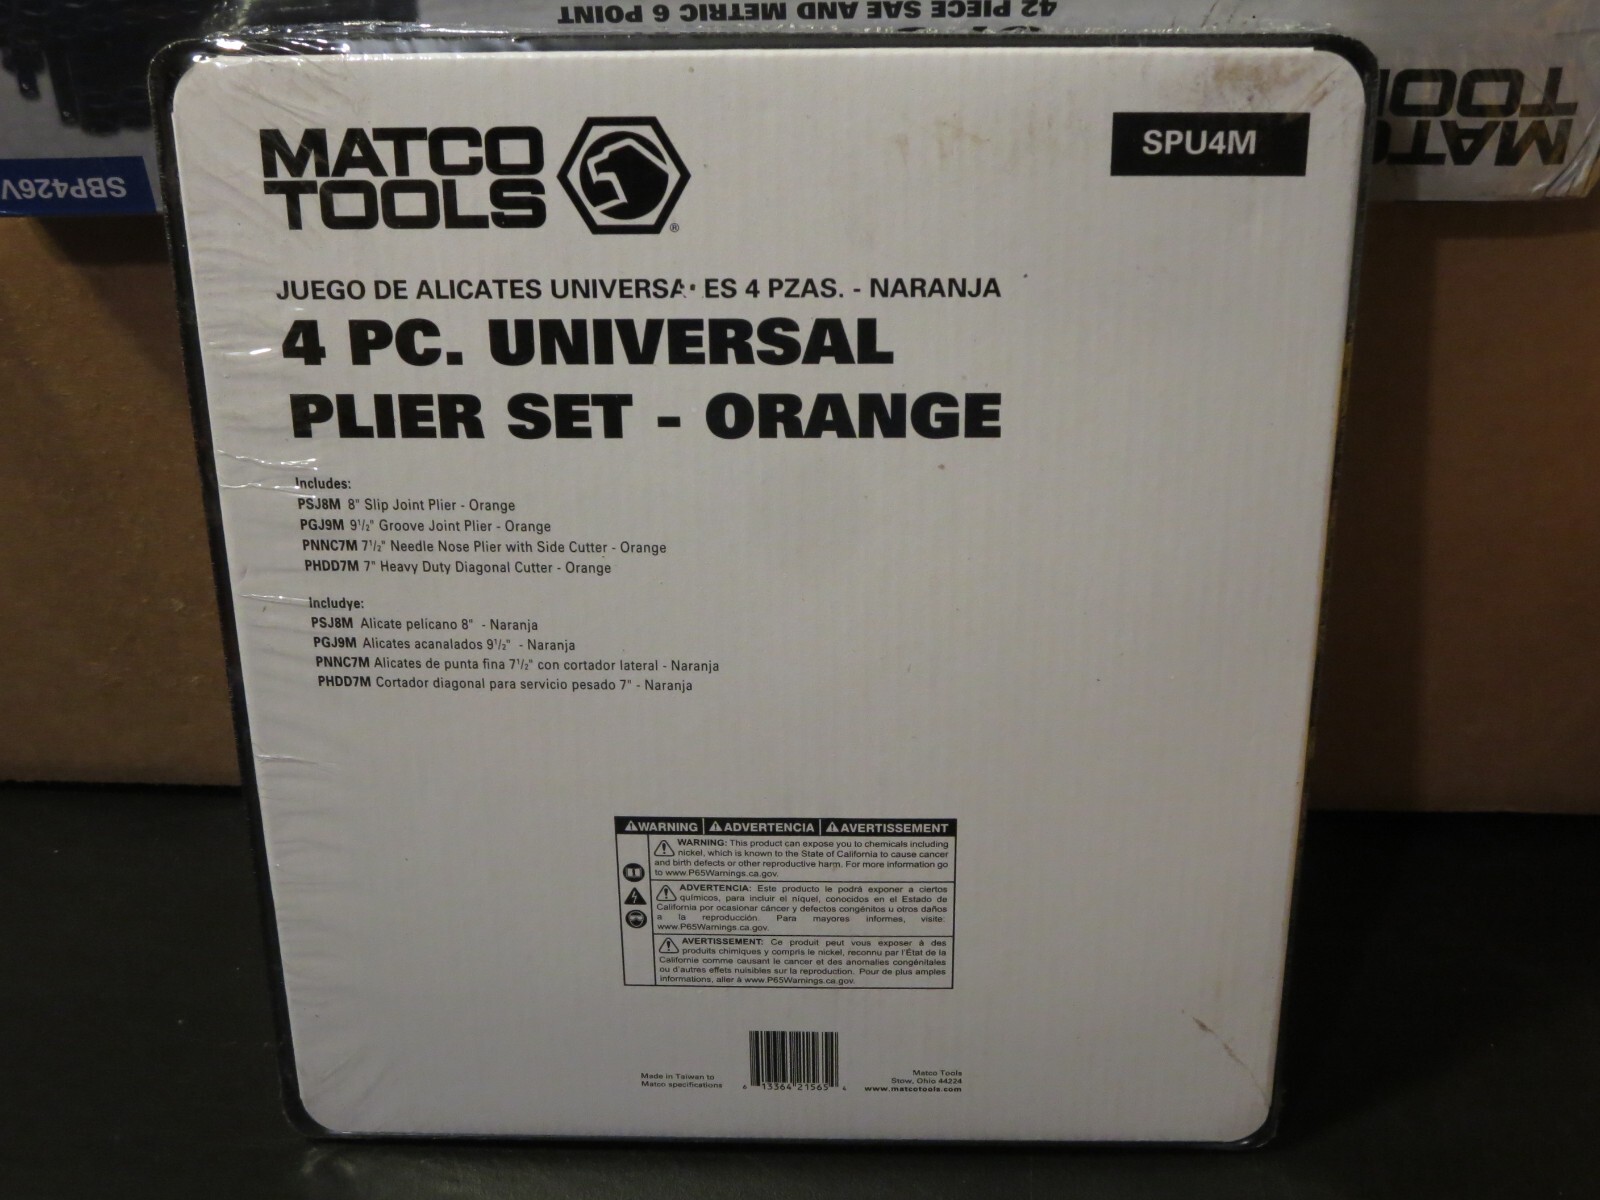 42 PIECE SAE AND METRIC 6 POINT
MATCO
TOOLS
SBP426V
MATCO
TOOLS
®
SPU4M
JUEGO DE ALICATES UNIVERSA ES 4 PZAS. - NARANJA
4 PC. UNIVERSAL
PLIER SET - ORANGE
Includes:
PSJ8M 8" Slip Joint Plier - Orange
PGJ9M 9 1/2" Groove Joint Plier - Orange
PNNC7M 7 1/2" Needle Nose Plier with Side Cutter - Orange
PHDD7M 7" Heavy Duty Diagonal Cutter - Orange
Includye:
PSJ8M Alicate pelicano 8" - Naranja
PGJ9M Alicates acanalados 9 1/2" - Naranja
PNNC7M Alicates de punta fina 7 1/2" con cortador lateral - Naranja
PHDD7M Cortador diagonal para servicio pesado 7" - Naranja
WARNING ADVERTENCIA AVERTISSEMENT
WARNING: This product can expose you to chemicals including
nickel, which is known to the State of California to cause cancer
and birth defects or other reproductive harm. For more information go
to www.P65Warnings.ca.gov.
ADVERTENCIA: Este producto le podrá exponer a ciertos
químicos, para incluir el níquel, conocidos en el Estado de
California por ocasionar cáncer y defectos congénitos u otros daños
a la reproducción. Para mayores informes, visite:
www.P65Warnings.ca.gov.
AVERTISSEMENT: Ce produit peut vous exposer à des
produits chimiques y compris le nickel, reconnu par l'État de la
Californie comme causant le cancer et des anomalies congénitales
ou d'autres effets nuisibles sur la reproduction. Pour de plus amples
informations, aller à www.P65Warnings.ca.gov.
Made in Taiwan to
Matco specifications
6 13364 21565 4
Matco Tools
Stow, Ohio 44224
www.matcotools.com